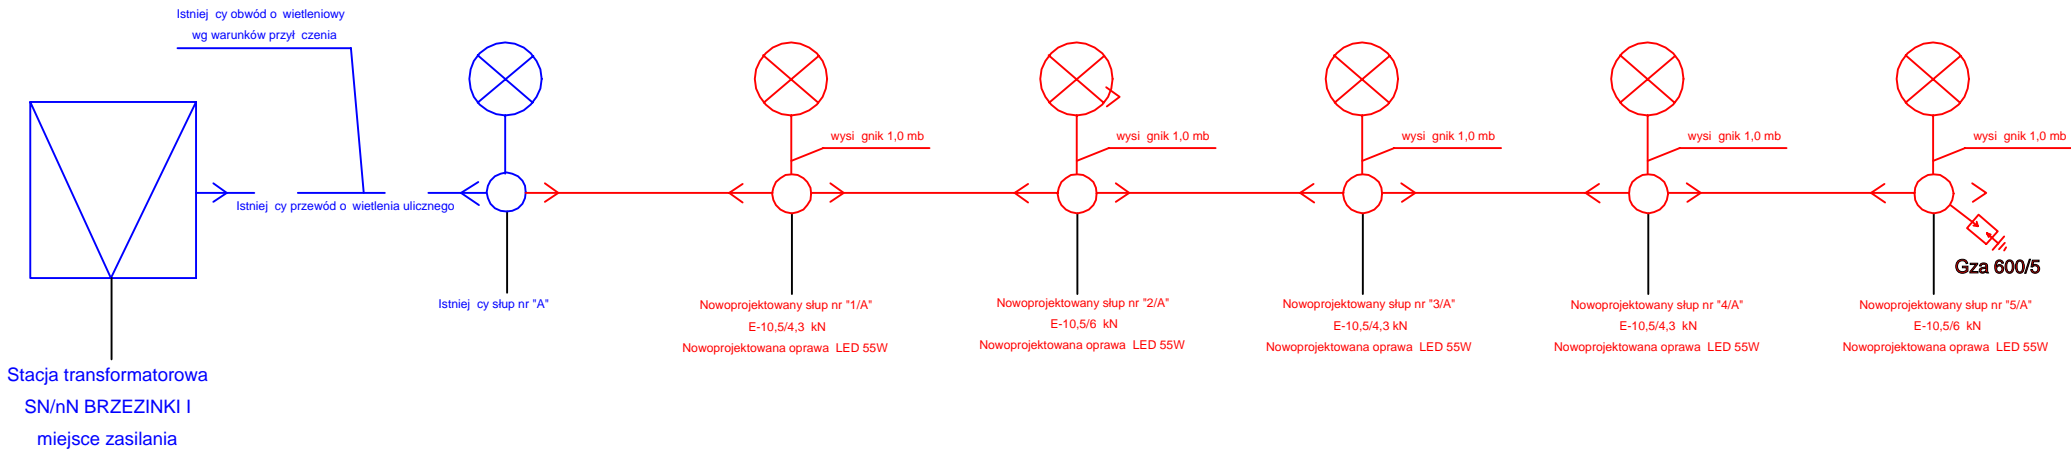 Istniej cy obwód o wietleniowy
wg warunków przył czenia
wysi gnik 1,0 mb
wysi gnik 1,0 mb
wysi gnik 1,0 mb
wysi gnik 1,0 mb
wysi gnik 1,0 mb
Istniej cy przewód o wietlenia ulicznego
Gza 600/5
Istniej cy słup nr "A"
Nowoprojektowany słup nr "1/A"
E-10,5/4,3 kN
Nowoprojektowana oprawa LED 55W
Nowoprojektowany słup nr "2/A"
E-10,5/6 kN
Nowoprojektowana oprawa LED 55W
Nowoprojektowany słup nr "3/A"
E-10,5/4,3 kN
Nowoprojektowana oprawa LED 55W
Nowoprojektowany słup nr "4/A"
E-10,5/4,3 kN
Nowoprojektowana oprawa LED 55W
Nowoprojektowany słup nr "5/A"
E-10,5/6 kN
Nowoprojektowana oprawa LED 55W
Stacja transformatorowa
SN/nN BRZEZINKI I
miejsce zasilania